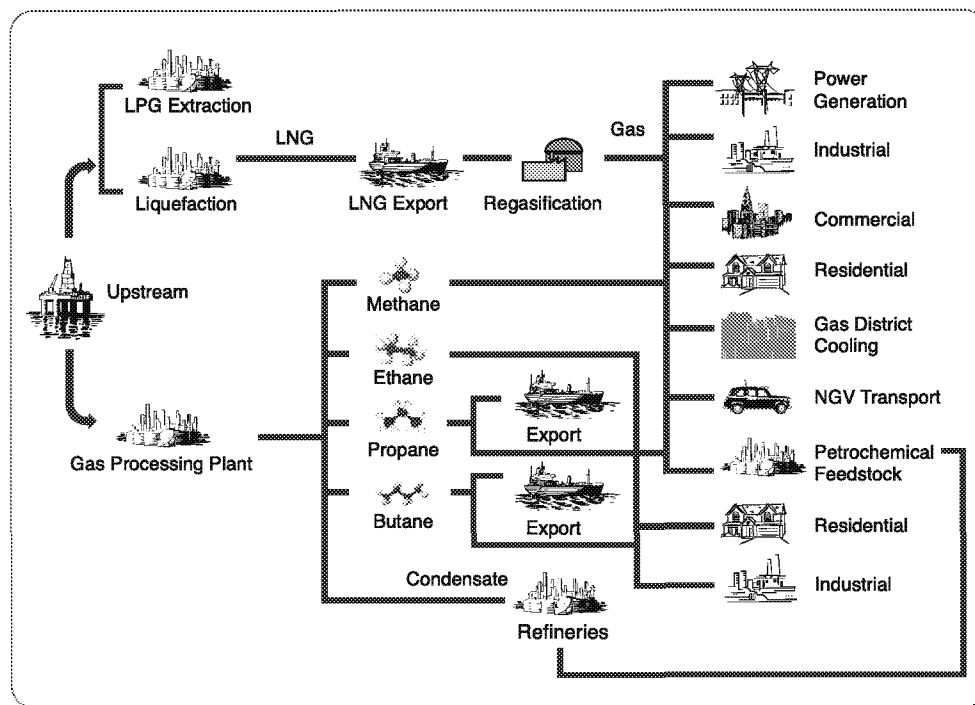 LPG Extraction
Liquefaction
LNG
LNG Export
Regasification
Gas
Power
Generation
Industrial
Commercial
Residential
Gas District
Cooling
NGV Transport
Petrochemical
Feedstock
Residential
Industrial
Upstream
Gas Processing Plant
Methane
Ethane
Propane
Export
Butane
Export
Condensate
Refineries